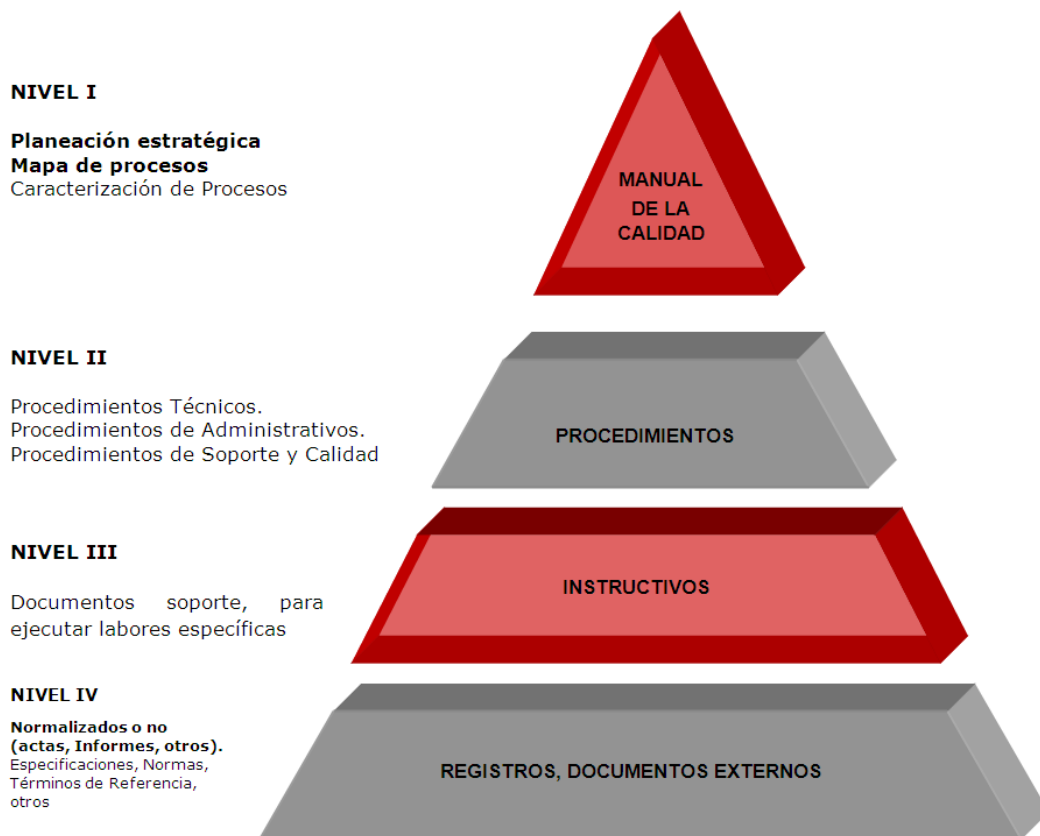 NIVEL I
Planeación estratégica
Mapa de procesos
Caracterización de Procesos
MANUAL
DE LA
CALIDAD
NIVEL II
Procedimientos Técnicos.
Procedimientos de Administrativos.
Procedimientos de Soporte y Calidad
PROCEDIMIENTOS
NIVEL III
Documentos soporte, para
ejecutar labores específicas
INSTRUCTIVOS
NIVEL IV
Normalizados o no
(actas, Informes, otros).
Especificaciones, Normas,
Términos de Referencia,
otros
REGISTROS, DOCUMENTOS EXTERNOS